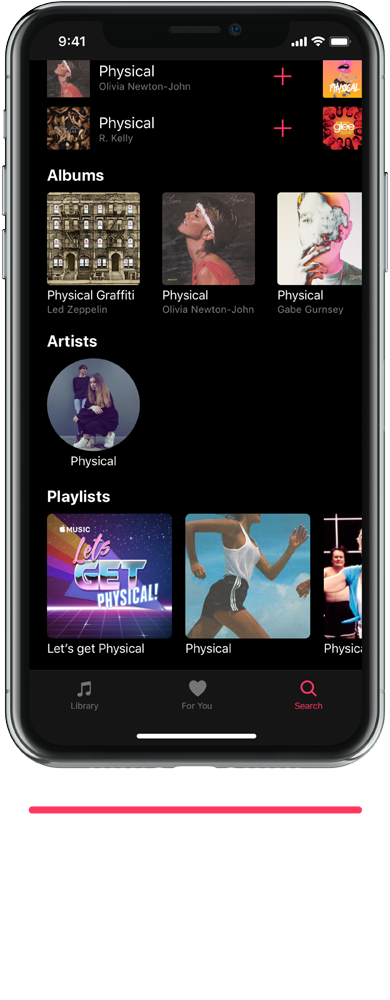 9:41
Physical
Olivia Newton-John
PHYSICAL
Physical
R. Kelly
glee
Albums
Physical Graffiti
Led Zeppelin
Physical
Olivia Newton-John
Physical
Gabe Gurnsey
Artists
Physical
Playlists
MUSIC
Let's
GET
PHYSICAL!
Let's get Physical
Physical
Physica
Library
For You
Search